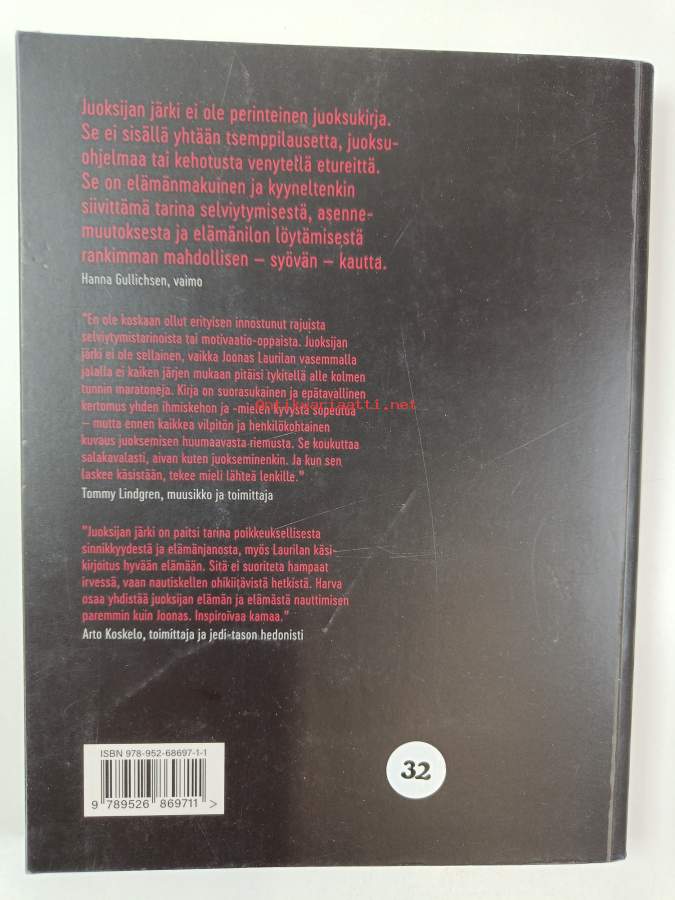 Juoksijan järki ei ole perinteinen juoksukirja.
Se ei sisällä yhtään tsemppilausetta, juoksu-
ohjelmaa tai kehotusta venytellä etureittä.
Se on elämänmakuinen ja kyyneltenkin
siivittämä tarina selviytymisestä, asenne-
muutoksesta ja elämänilon löytämisestä
rankimman mahdollisen – syövän – kautta.
Hanna Gullichsen, vaimo
"En ole koskaan ollut erityisen innostunut rajuista
selviytymistarinoista tai motivaatio-oppaista. Juoksijan
järki ei ole sellainen, vaikka Joonas Laurilan vasemmalla
jalalla ei kaiken järjen mukaan pitäisi tykitellä alle kolmen
tunnin maratoneja. Kirja on suorasukainen ja epätavallinen
kertomus yhden ihmiskehon ja -mielen kyvystä sopeutua
– mutta ennen kaikkea vilpitön ja henkilökohtainen
kuvaus juoksemisen huumaavasta riemusta. Se koukuttaa
salakavalasti, aivan kuten juokseminenkin. Ja kun sen
laskee käsistään, tekee mieli lähteä lenkille."
Tommy Lindgren, muusikko ja toimittaja
"Juoksijan järki on paitsi tarina poikkeuksellisesta
sinnikkyydestä ja elämänjanosta, myös Laurilan käsi-
kirjoitus hyvään elämään. Sitä ei suoriteta hampaat
irvessä, vaan nautiskellen ohikiitävistä hetkistä. Harva
osaa yhdistää juoksijan elämän ja elämästä nauttimisen
paremmin kuin Joonas. Inspiroivaa kamaa."
Arto Koskelo, toimittaja ja jedi-tason hedonisti
ISBN 978-952-68697-1-1
9 789526 869711 >
32